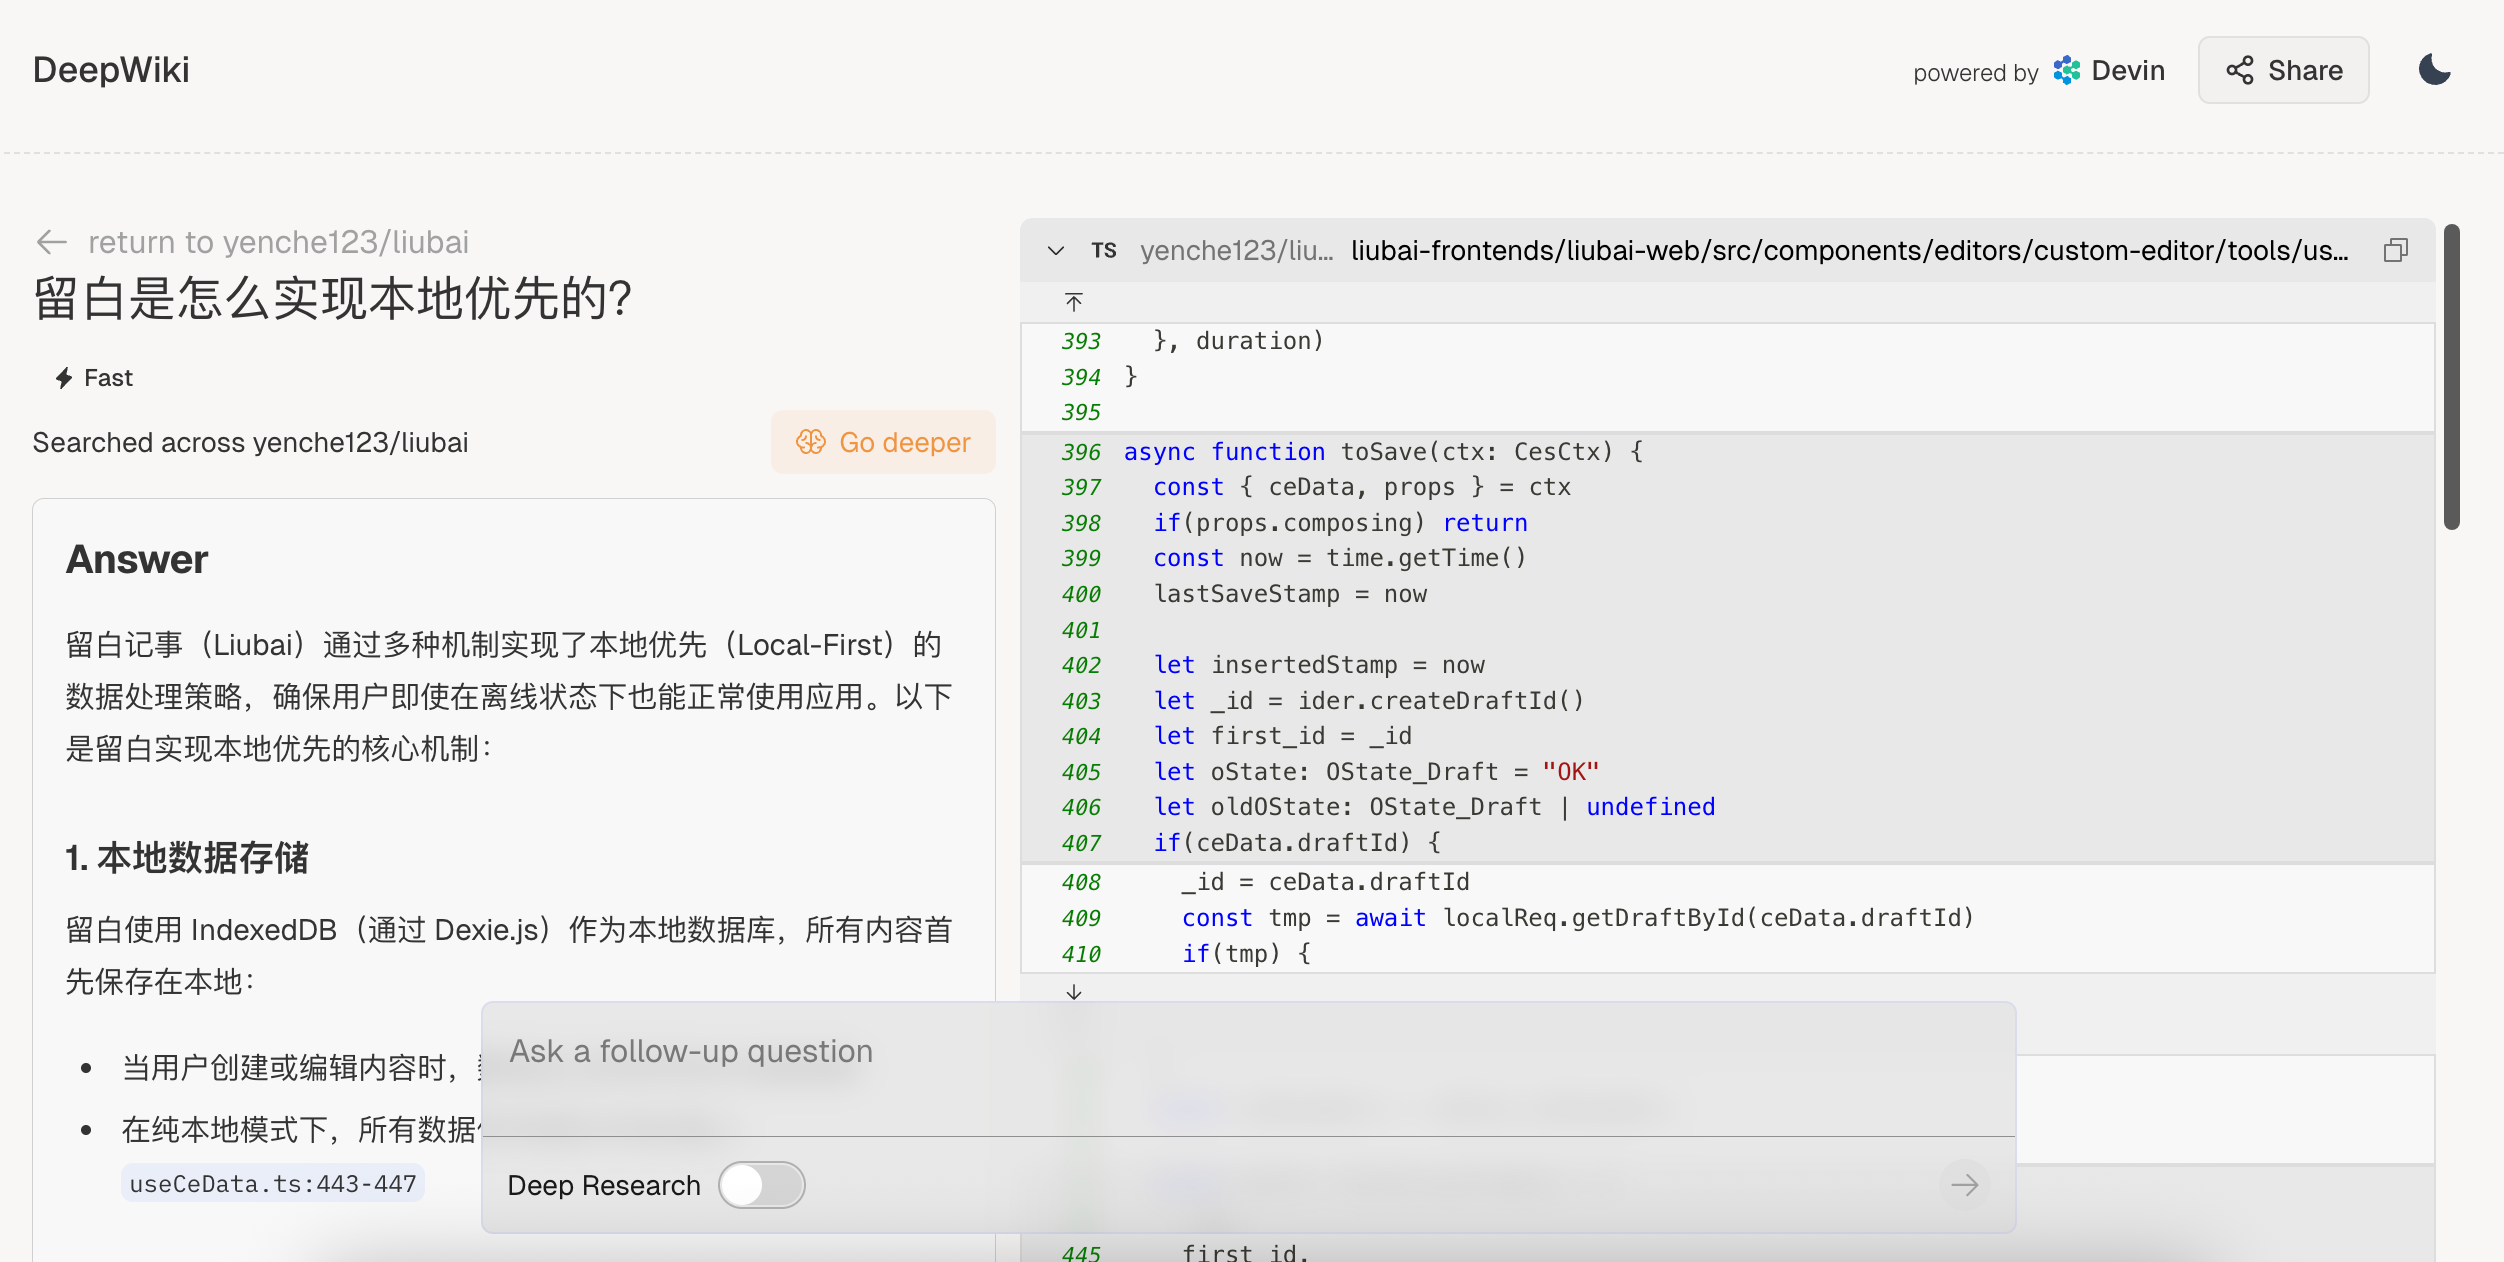 DeepWiki
powered by Devin
Share
return to yenche123/liubai
留白是怎么实现本地优先的？
Fast
Searched across yenche123/liubai
Go deeper
Answer
留白记事（Liubai）通过多种机制实现了本地优先（Local-First）的
数据处理策略，确保用户即使在离线状态下也能正常使用应用。以下
是留白实现本地优先的核心机制：
1. 本地数据存储
留白使用 IndexedDB（通过 Dexie.js）作为本地数据库，所有内容首
先保存在本地：
• 当用户创建或编辑内容时，
• 在纯本地模式下，所有数据
useCeData.ts:443-447
TS yenche123/liu... liubai-frontends/liubai-web/src/components/editors/custom-editor/tools/us...
393   }, duration)
394 }
395
396 async function toSave(ctx: CesCtx) {
397   const { ceData, props } = ctx
398   if(props.composing) return
399   const now = time.getTime()
400   lastSaveStamp = now
401
402   let insertedStamp = now
403   let _id = ider.createDraftId()
404   let first_id = _id
405   let oState: OState_Draft = "OK"
406   let oldOState: OState_Draft | undefined
407   if(ceData.draftId) {
408     _id = ceData.draftId
409     const tmp = await localReq.getDraftById(ceData.draftId)
410     if(tmp) {
445     first_id,
Ask a follow-up question
Deep Research